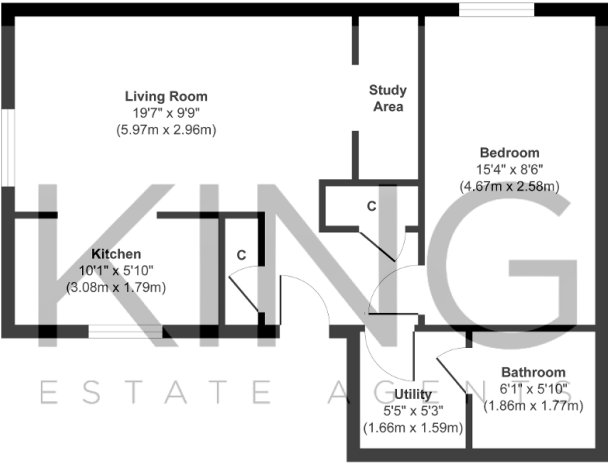 Living Room
19'7" x 9'9"
(5.97m x 2.96m)
Study
Area
Bedroom
15'4" x 8'6"
(4.67m x 2.58m)
C
KING
Kitchen
10'1" x 5'10"
(3.08m x 1.79m)
C
ESTATE AGENTS
Utility
5'5" x 5'3"
(1.66m x 1.59m)
Bathroom
6'1" x 5'10"
(1.86m x 1.77m)